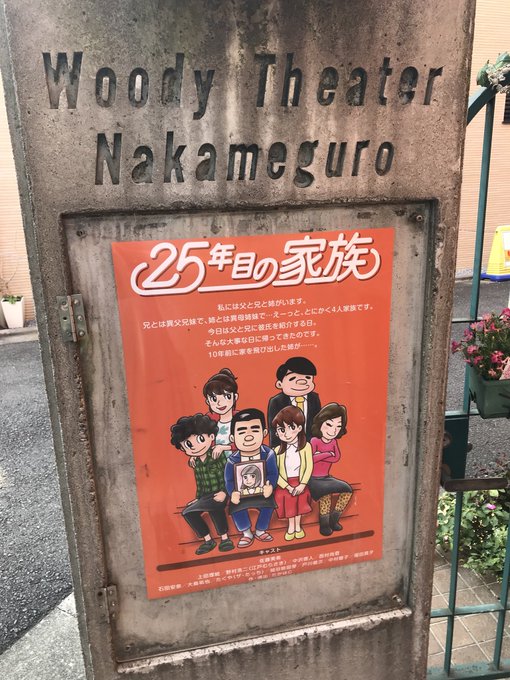 Woody Theater
Nakameguro
25年目の家族
私には父と兄と姉がいます。
兄とは異父兄妹で、姉とは異母姉妹で…えーっと、とにかく4人家族です。
今日は父と兄に彼氏を紹介する日。
そんな大事な日に帰ってきたのです。
10年前に家を飛び出した姉が……。
キャスト